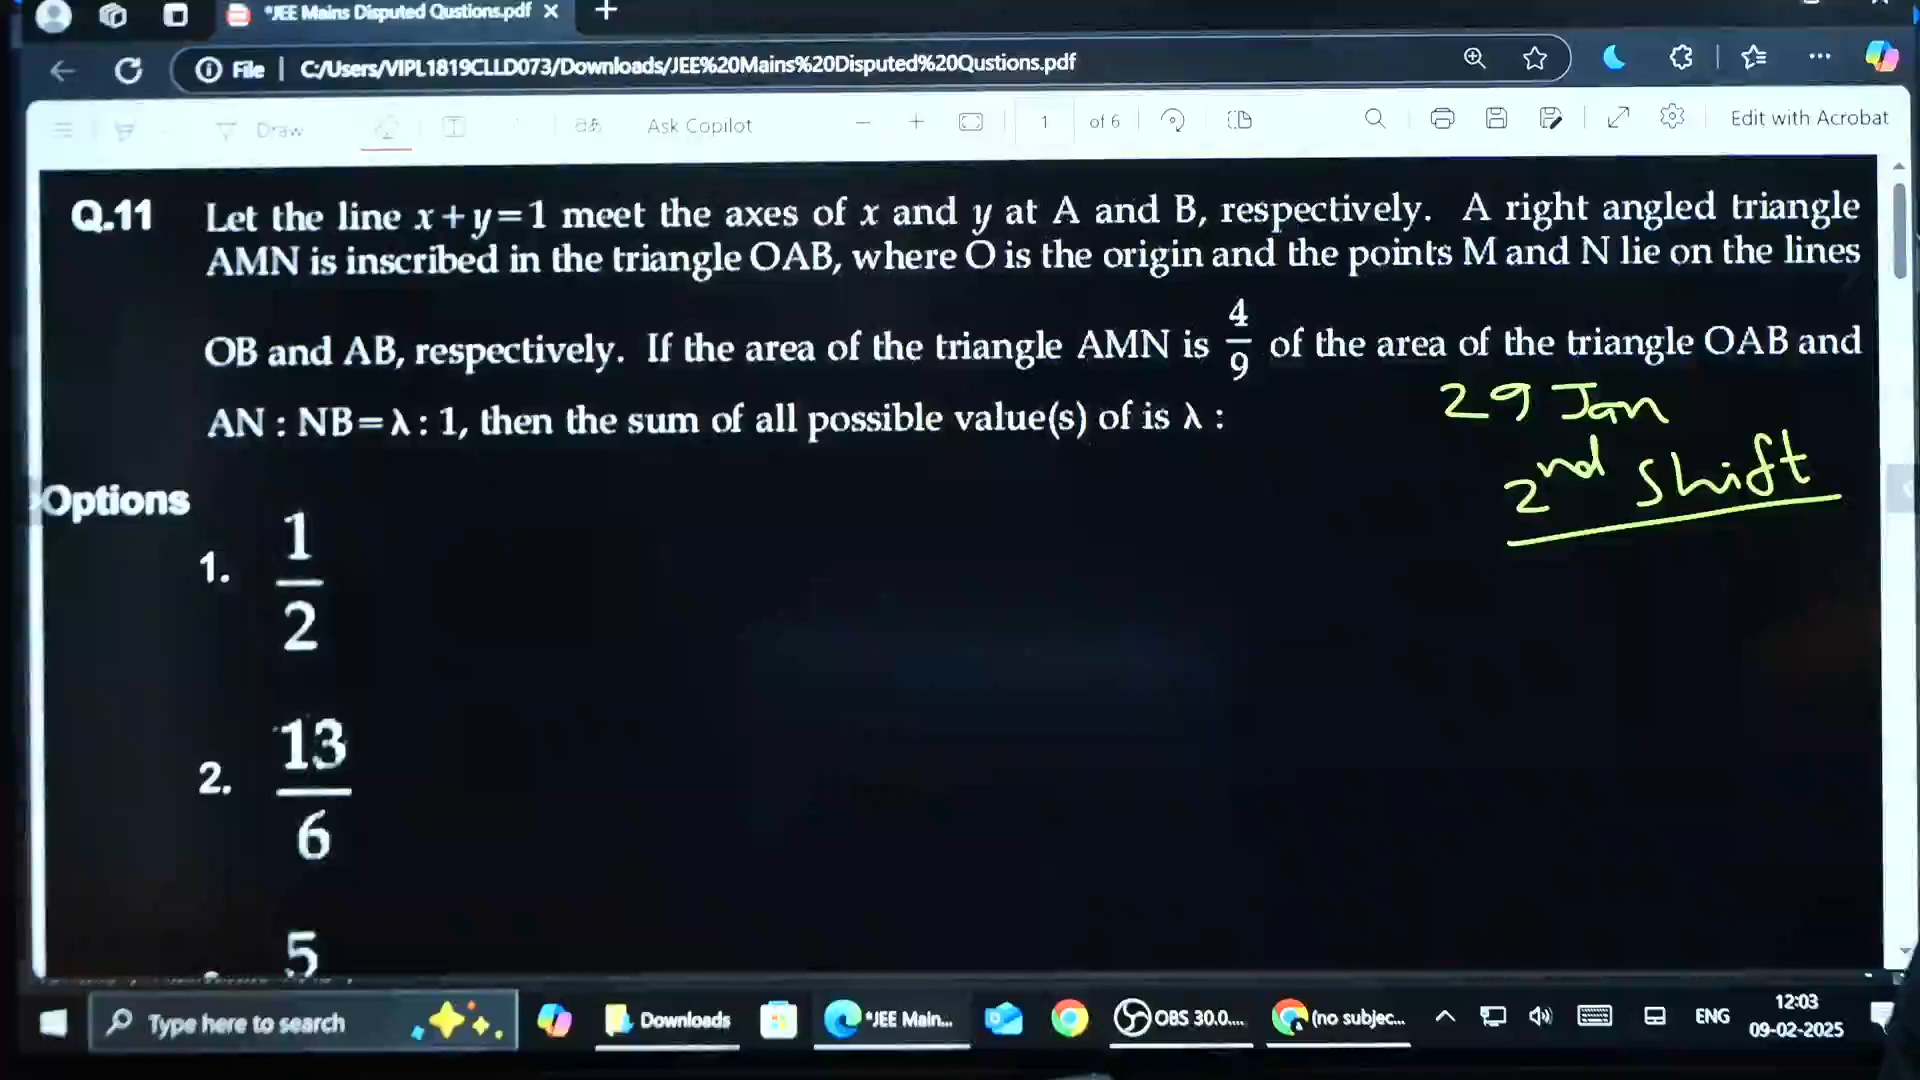 *JEE Mains Disputed Qustions.pdf
File | C:/Users/VIPL1819CLLD073/Downloads/JEE%20Mains%20Disputed%20Qustions.pdf
Draw
Ask Copilot
1 of 6
Edit with Acrobat
Q.11 Let the line x+y=1 meet the axes of x and y at A and B, respectively. A right angled triangle
AMN is inscribed in the triangle OAB, where O is the origin and the points M and N lie on the lines
OB and AB, respectively. If the area of the triangle AMN is 4/9 of the area of the triangle OAB and
AN : NB=λ : 1, then the sum of all possible value(s) of is λ :
29 Jan
2nd shift
Options
1. 1/2
2. 13/6
5
Type here to search
Downloads
*JEE Main...
OBS 30.0....
(no subjec...
ENG
12:03
09-02-2025